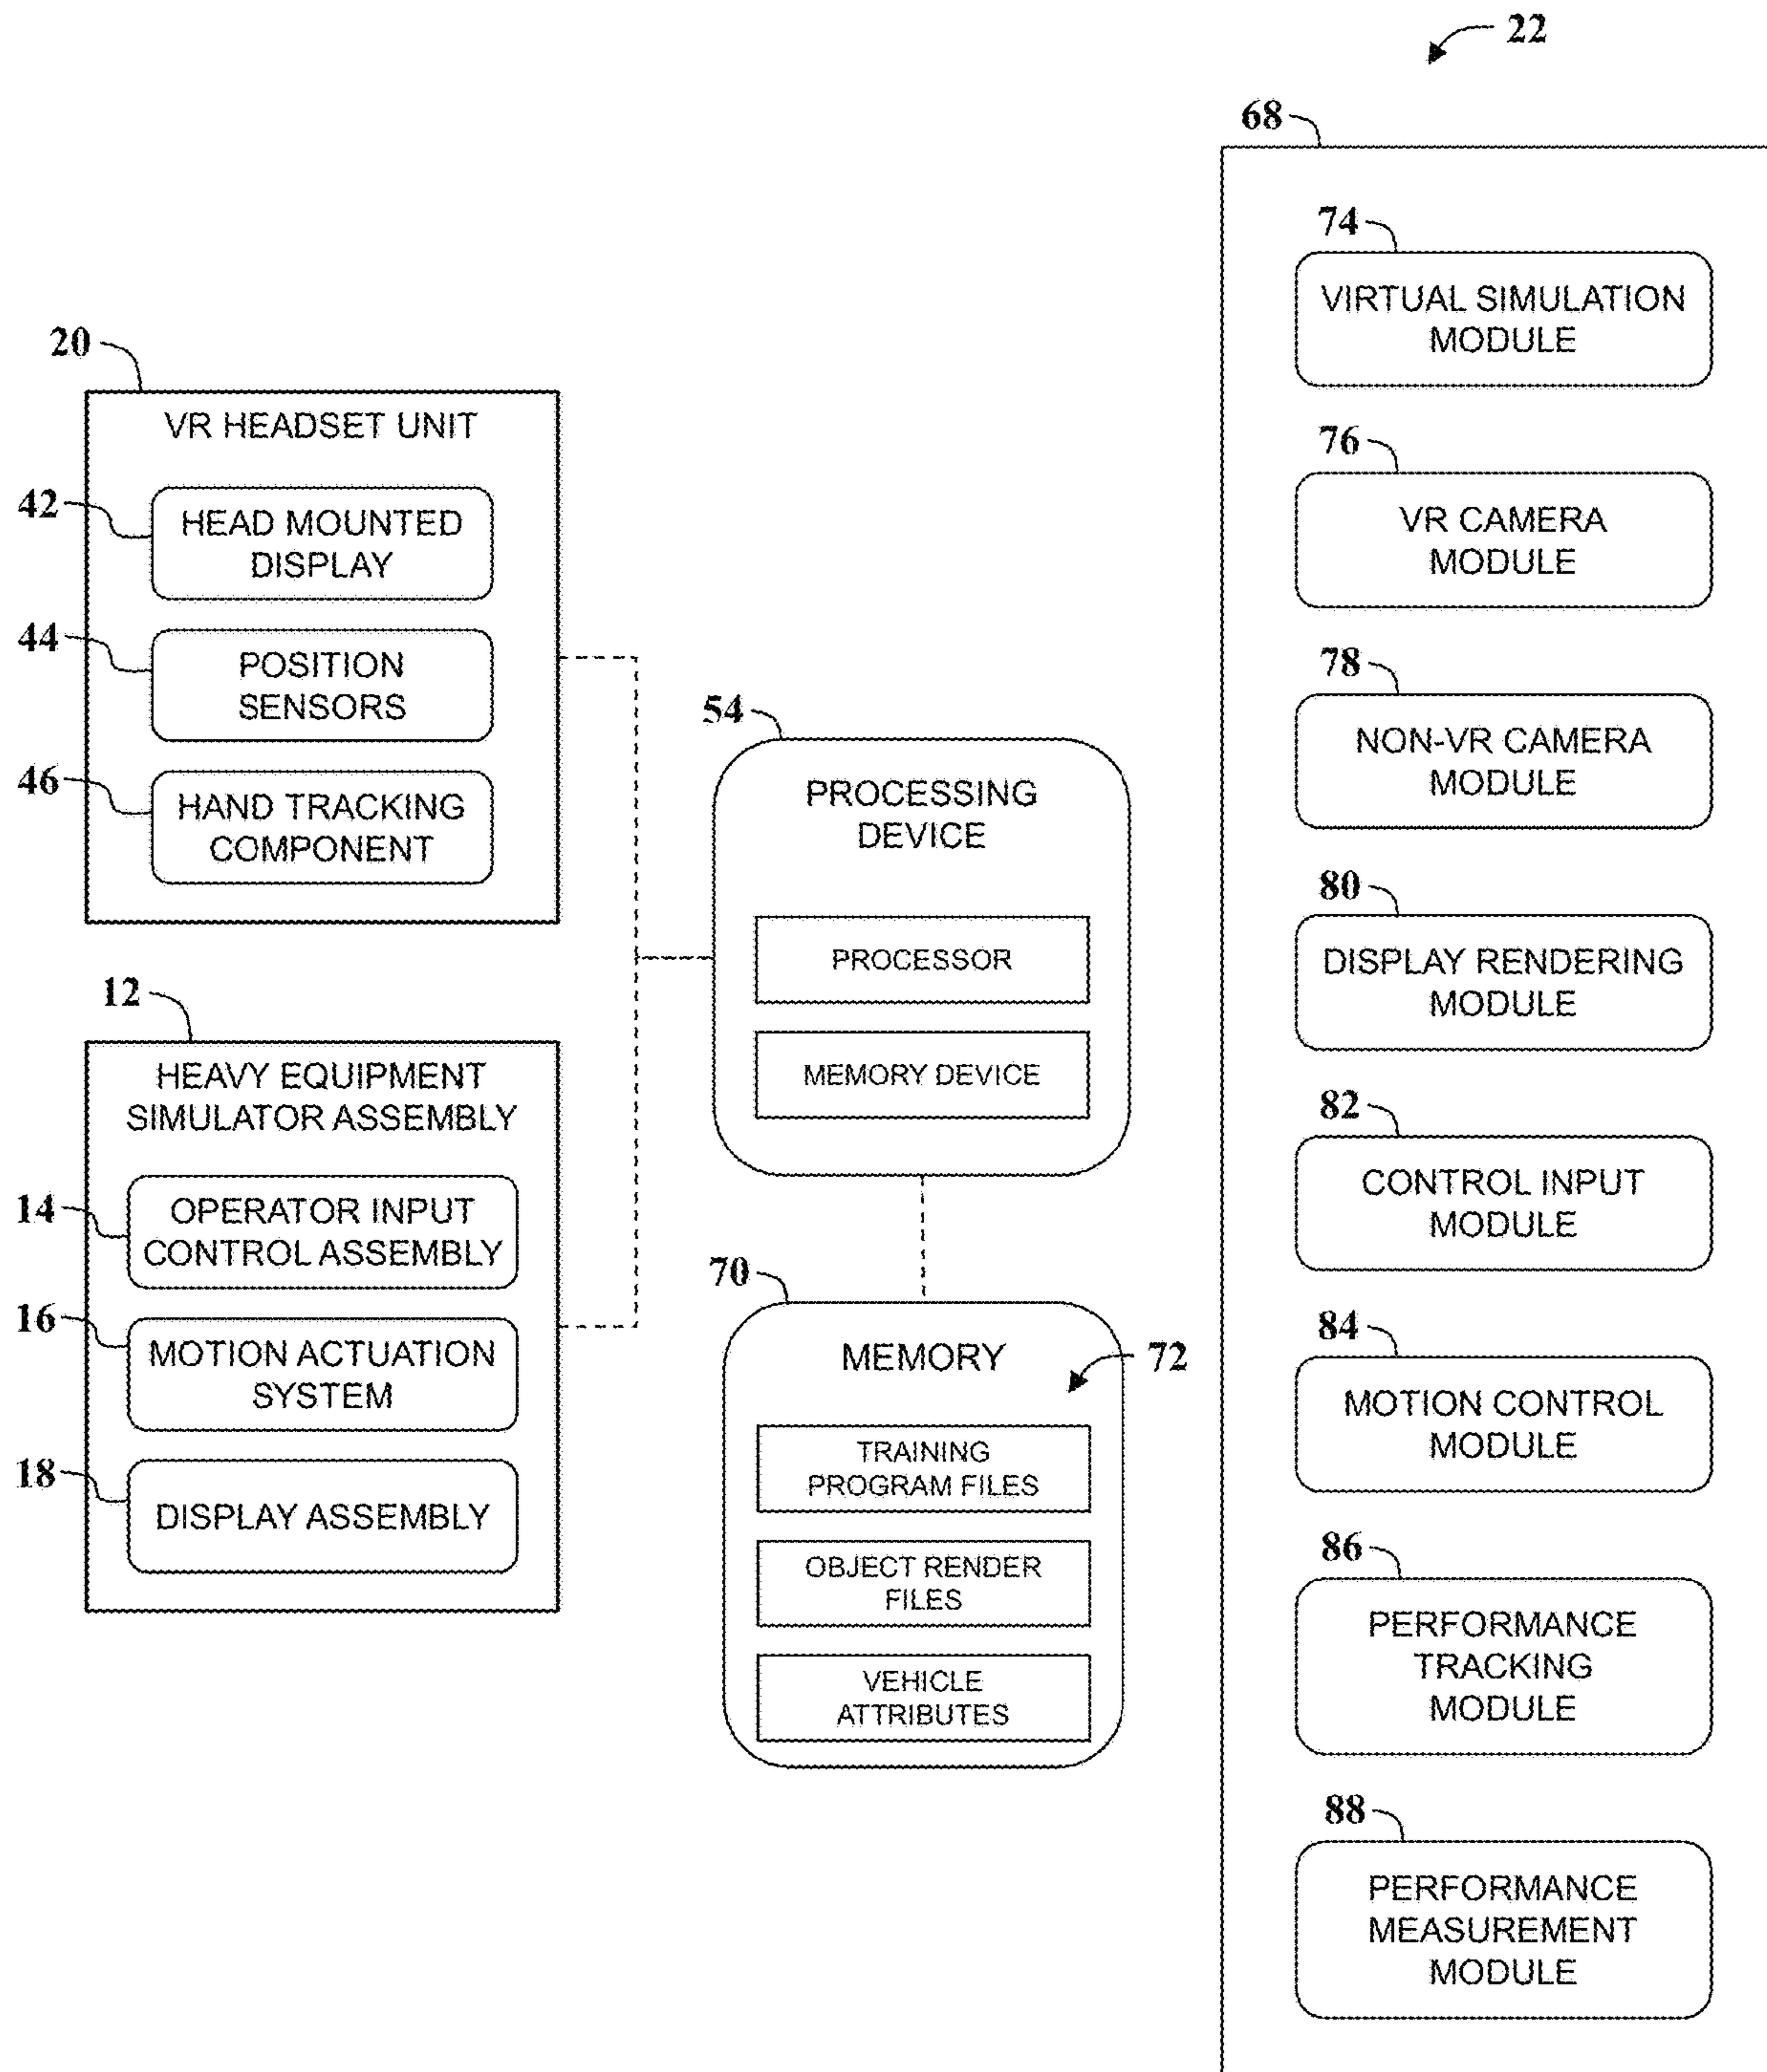 22
68
74
VIRTUAL SIMULATION
MODULE
76
VR CAMERA
MODULE
78
NON-VR CAMERA
MODULE
80
DISPLAY RENDERING
MODULE
82
CONTROL INPUT
MODULE
84
MOTION CONTROL
MODULE
86
PERFORMANCE
TRACKING
MODULE
88
PERFORMANCE
MEASUREMENT
MODULE
20
VR HEADSET UNIT
42
HEAD MOUNTED
DISPLAY
44
POSITION
SENSORS
46
HAND TRACKING
COMPONENT
12
HEAVY EQUIPMENT
SIMULATOR ASSEMBLY
14
OPERATOR INPUT
CONTROL ASSEMBLY
16
MOTION ACTUATION
SYSTEM
18
DISPLAY ASSEMBLY
54
PROCESSING
DEVICE
PROCESSOR
MEMORY DEVICE
70
MEMORY
72
TRAINING
PROGRAM FILES
OBJECT RENDER
FILES
VEHICLE
ATTRIBUTES